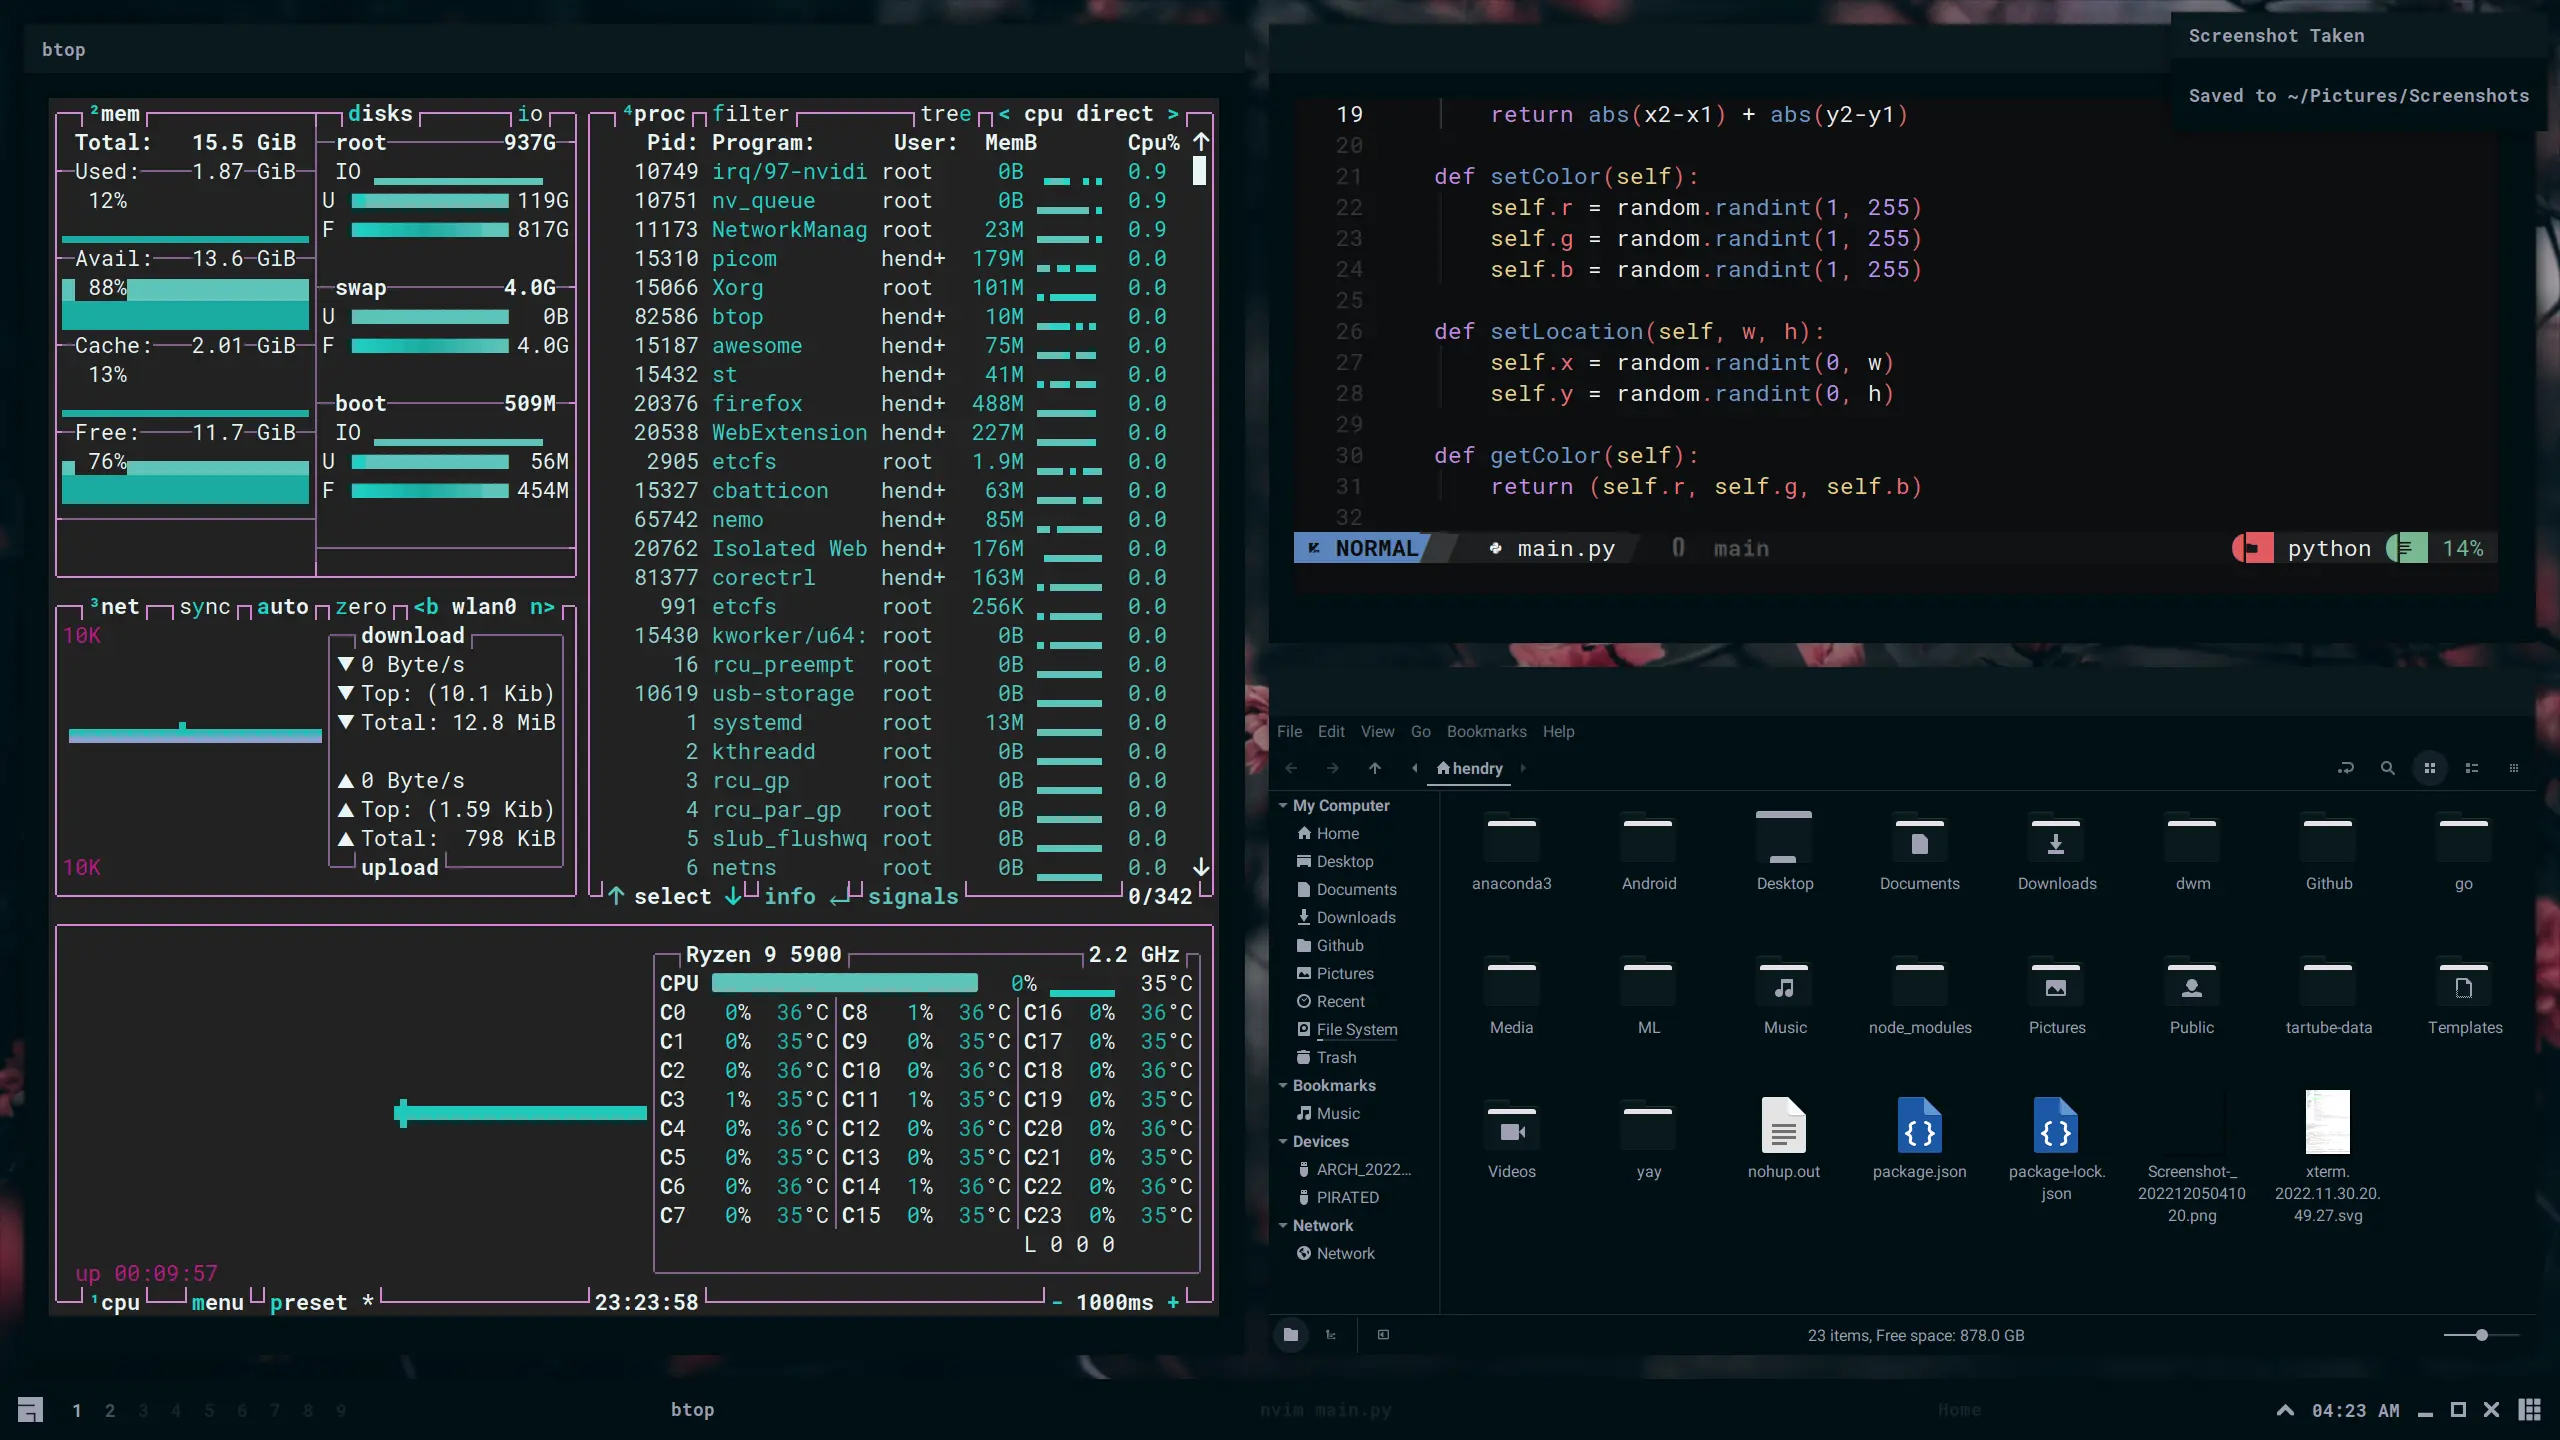 btop
²mem disks io
Total: 15.5 GiB root 937G
Used: 1.87 GiB IO
12% U 119G
F 817G
Avail: 13.6 GiB
88% swap 4.0G
U 0B
Cache: 2.01 GiB F 4.0G
13%
boot 509M
Free: 11.7 GiB IO
76% U 56M
F 454M
³net sync auto zero <b wlan0 n>
10K download
▼ 0 Byte/s
▼ Top: (10.1 Kib)
▼ Total: 12.8 MiB
▲ 0 Byte/s
▲ Top: (1.59 Kib)
▲ Total: 798 KiB
10K upload
⁴proc filter tree < cpu direct >
Pid: Program: User: MemB Cpu% ↑
10749 irq/97-nvidi root 0B 0.9
10751 nv_queue root 0B 0.9
11173 NetworkManag root 23M 0.9
15310 picom hend+ 179M 0.0
15066 Xorg root 101M 0.0
82586 btop hend+ 10M 0.0
15187 awesome hend+ 75M 0.0
15432 st hend+ 41M 0.0
20376 firefox hend+ 488M 0.0
20538 WebExtension hend+ 227M 0.0
2905 etcfs root 1.9M 0.0
15327 cbatticon hend+ 63M 0.0
65742 nemo hend+ 85M 0.0
20762 Isolated Web hend+ 176M 0.0
81377 corectrl hend+ 163M 0.0
991 etcfs root 256K 0.0
15430 kworker/u64: root 0B 0.0
16 rcu_preempt root 0B 0.0
10619 usb-storage root 0B 0.0
1 systemd root 13M 0.0
2 kthreadd root 0B 0.0
3 rcu_gp root 0B 0.0
4 rcu_par_gp root 0B 0.0
5 slub_flushwq root 0B 0.0
6 netns root 0B 0.0 ↓
↑ select ↓ info ↵ signals 0/342
Ryzen 9 5900 2.2 GHz
CPU 0% 35°C
C0 0% 36°C C8 1% 36°C C16 0% 36°C
C1 0% 35°C C9 0% 35°C C17 0% 35°C
C2 0% 36°C C10 0% 36°C C18 0% 36°C
C3 1% 35°C C11 1% 35°C C19 0% 35°C
C4 0% 36°C C12 0% 36°C C20 0% 36°C
C5 0% 35°C C13 0% 35°C C21 0% 35°C
C6 0% 36°C C14 1% 36°C C22 0% 36°C
C7 0% 35°C C15 0% 35°C C23 0% 35°C
L 0 0 0
up 00:09:57
¹cpu menu preset * 23:23:58 - 1000ms +
Screenshot Taken
Saved to ~/Pictures/Screenshots
19 return abs(x2-x1) + abs(y2-y1)
20
21 def setColor(self):
22 self.r = random.randint(1, 255)
23 self.g = random.randint(1, 255)
24 self.b = random.randint(1, 255)
25
26 def setLocation(self, w, h):
27 self.x = random.randint(0, w)
28 self.y = random.randint(0, h)
29
30 def getColor(self):
31 return (self.r, self.g, self.b)
32
NORMAL main.py main python 14%
File Edit View Go Bookmarks Help
hendry
My Computer
Home
Desktop
Documents
Downloads
Github
Pictures
Recent
File System
Trash
Bookmarks
Music
Devices
ARCH_2022...
PIRATED
Network
Network
anaconda3 Android Desktop Documents Downloads dwm Github go
Media ML Music node_modules Pictures Public tartube-data Templates
Videos yay nohup.out package.json package-lock.json Screenshot-_20221205041020.png xterm.2022.11.30.20.49.27.svg
23 items, Free space: 878.0 GB
1 2 3 4 5 6 7 8 9 btop nvim main.py Home 04:23 AM